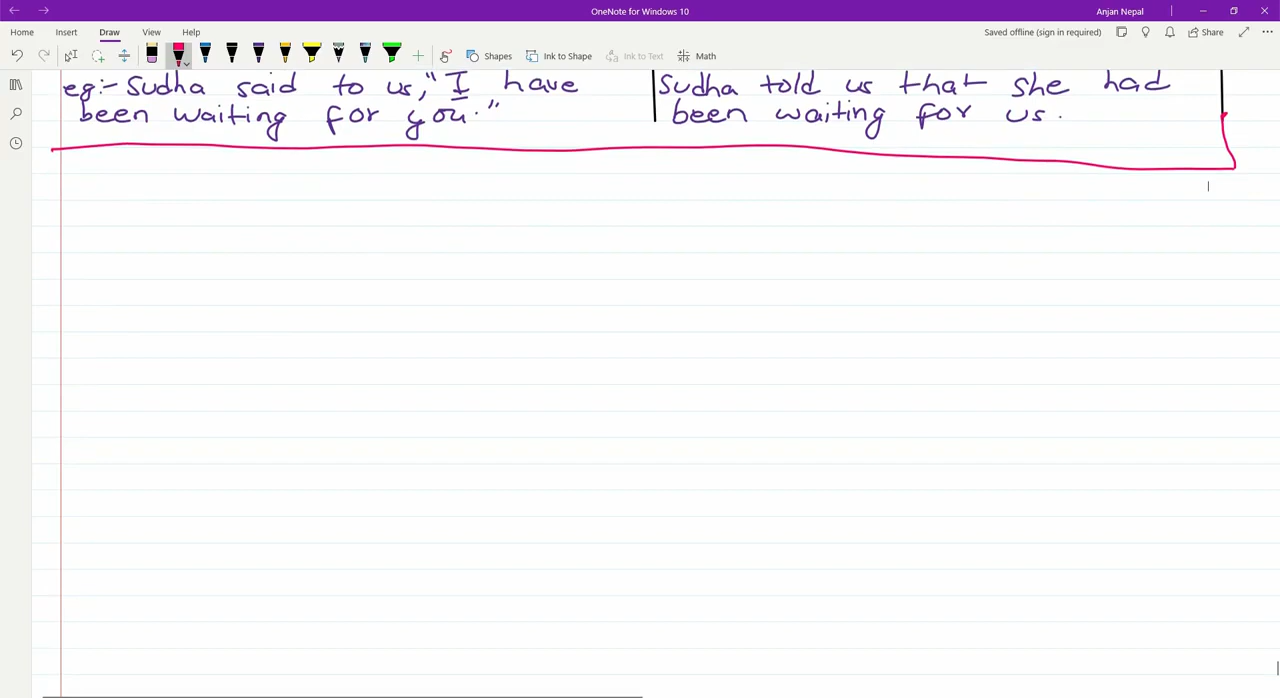 OneNote for Windows 10
Anjan Nepal
Home Insert Draw View Help
Saved offline (sign in required)
Share
Shapes
Ink to Shape
Ink to Text
Math
eg:- Sudha said to us, "I have
been waiting for you."
Sudha told us that she had
been waiting for us.